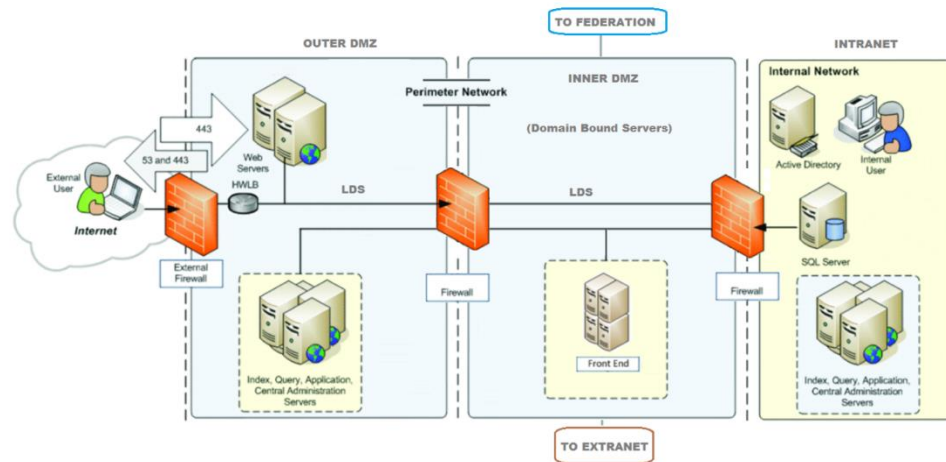 TO FEDERATION
OUTER DMZ
INTRANET
INNER DMZ
Internal Network
Perimeter Network
443
(Domain Bound Servers)
53 and 443
Web
Servers
Active Directory
Internal
User
External
User
HWLB
LDS
LDS
Internet
SQL Server
External
Firewall
Firewall
Firewall
Front End
Index, Query, Application,
Central Administration
Servers
Index, Query, Application,
Central Administration
Servers
TO EXTRANET